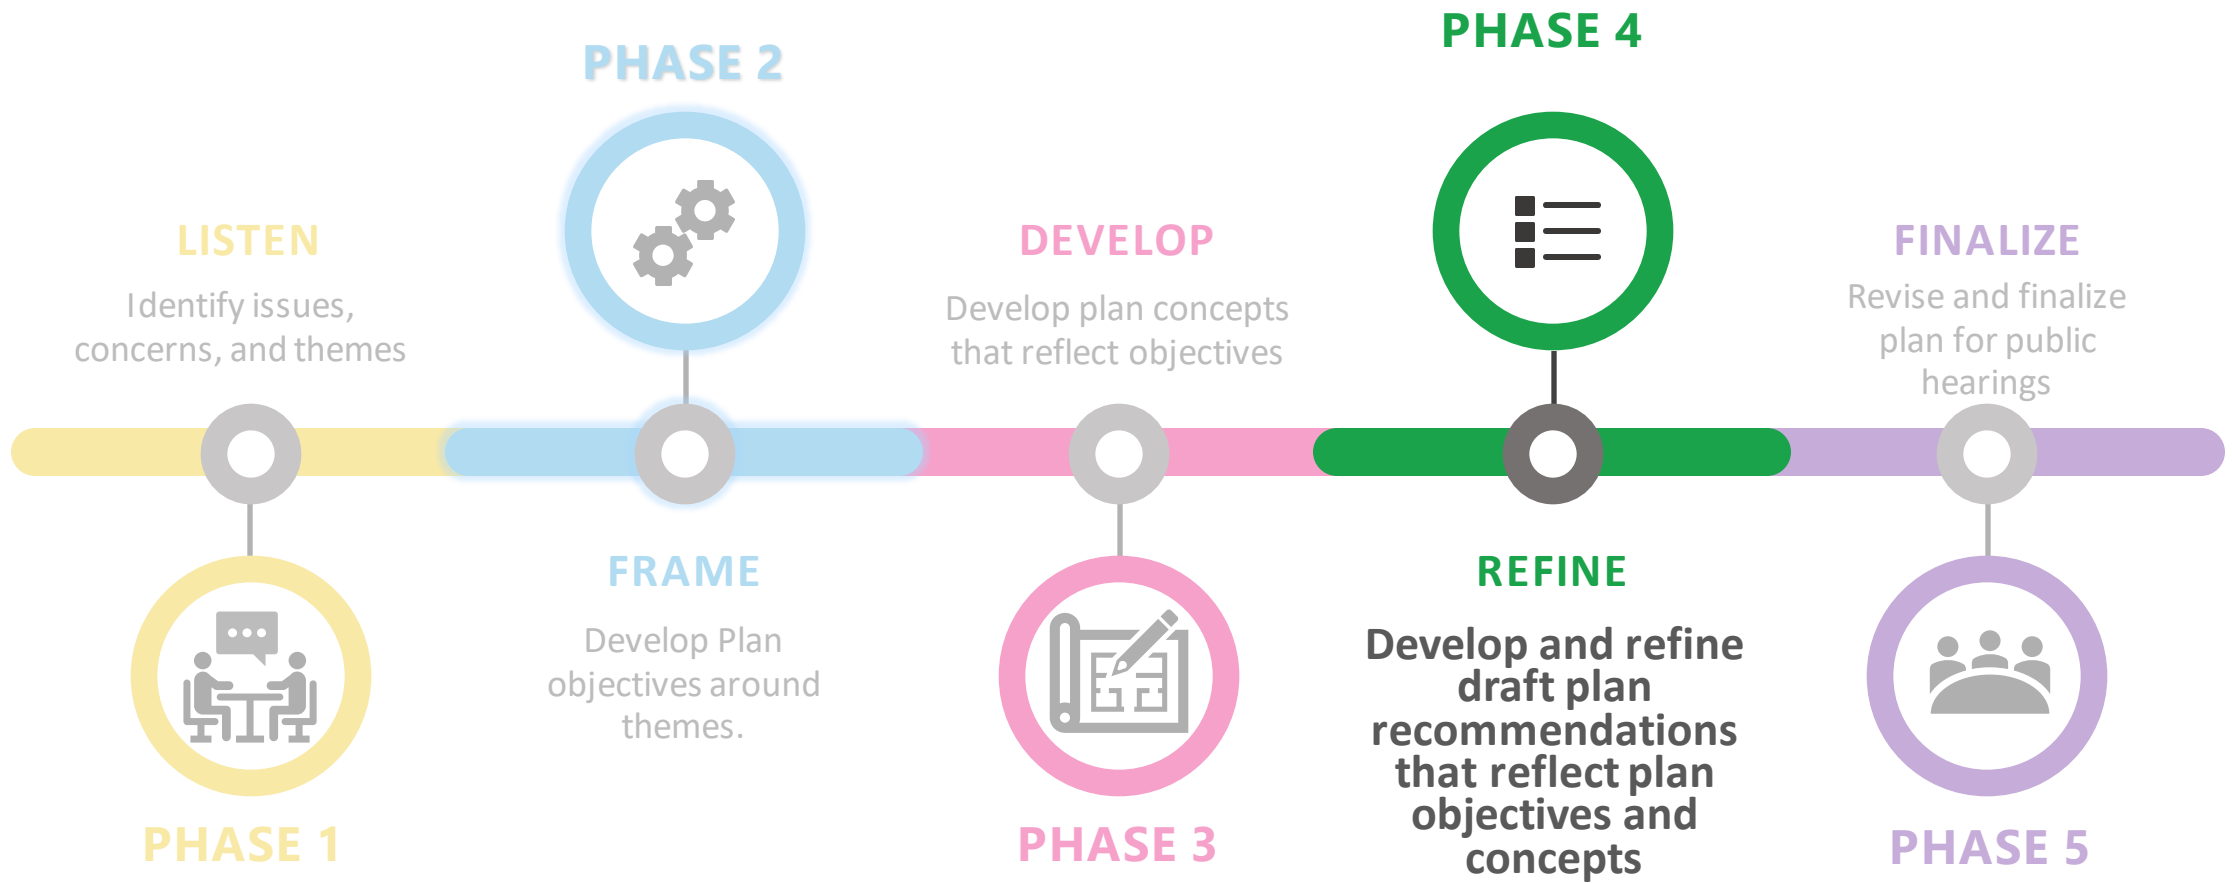 LISTEN
Identify issues,
concerns, and themes
PHASE 1
PHASE 2
FRAME
Develop Plan
objectives around
themes.
DEVELOP
Develop plan concepts
that reflect objectives
PHASE 3
PHASE 4
REFINE
Develop and refine
draft plan
recommendations
that reflect plan
objectives and
concepts
FINALIZE
Revise and finalize
plan for public
hearings
PHASE 5